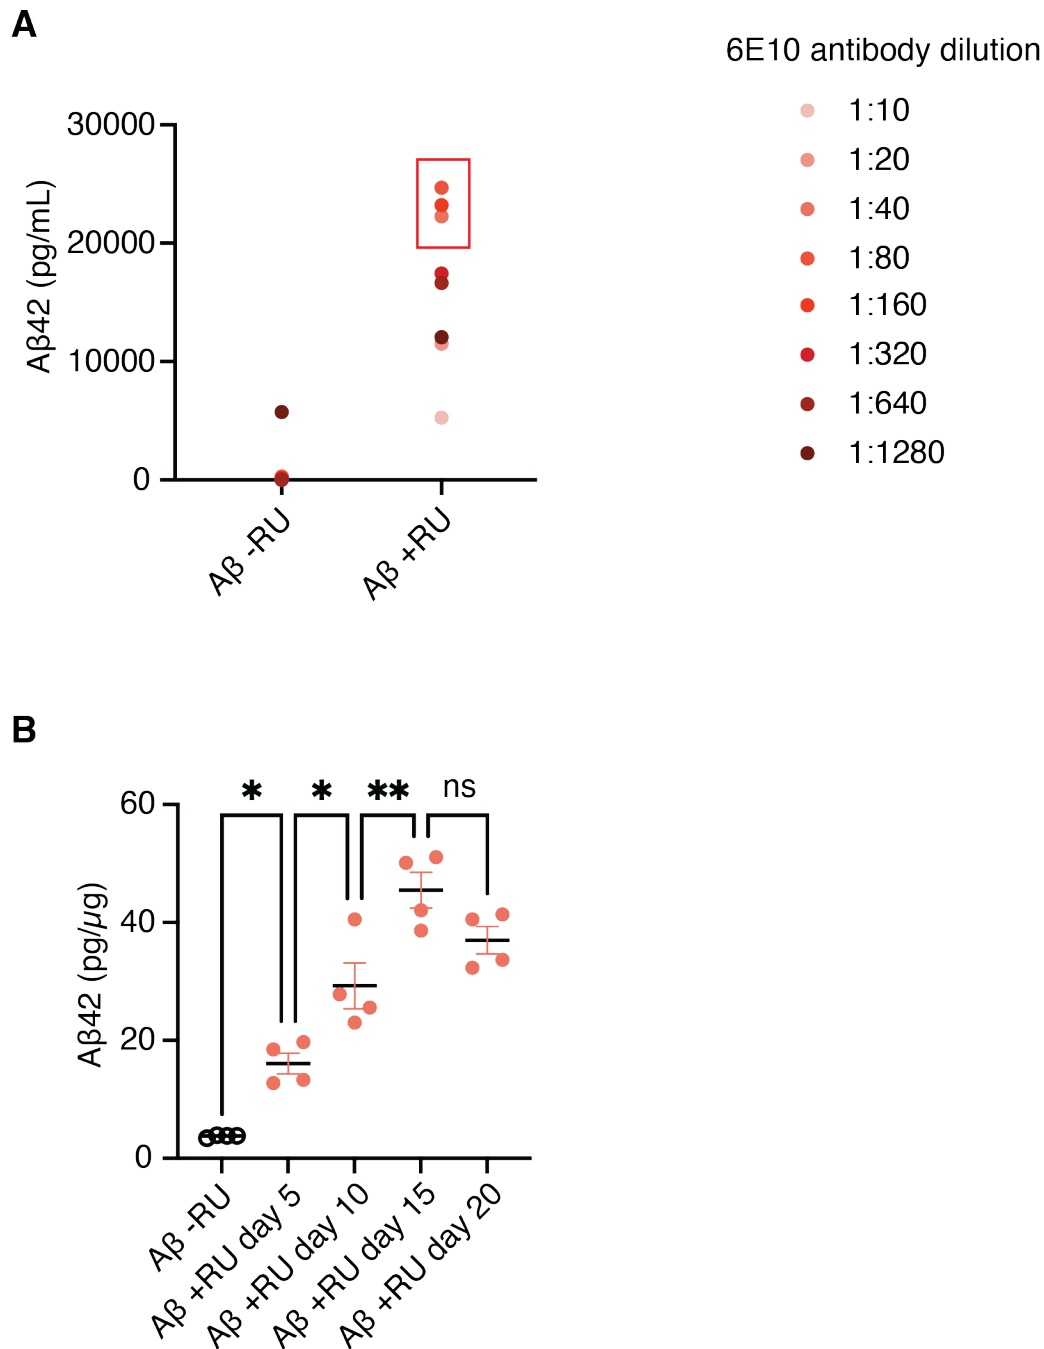 A
6E10 antibody dilution
1:10
1:20
1:40
1:80
1:160
1:320
1:640
1:1280
Aβ42 (pg/mL)
30000
20000
10000
0
Aβ -RU
Aβ +RU
B
Aβ42 (pg/µg)
60
40
20
0
* * ** ns
Aβ -RU
Aβ +RU day 5
Aβ +RU day 10
Aβ +RU day 15
Aβ +RU day 20